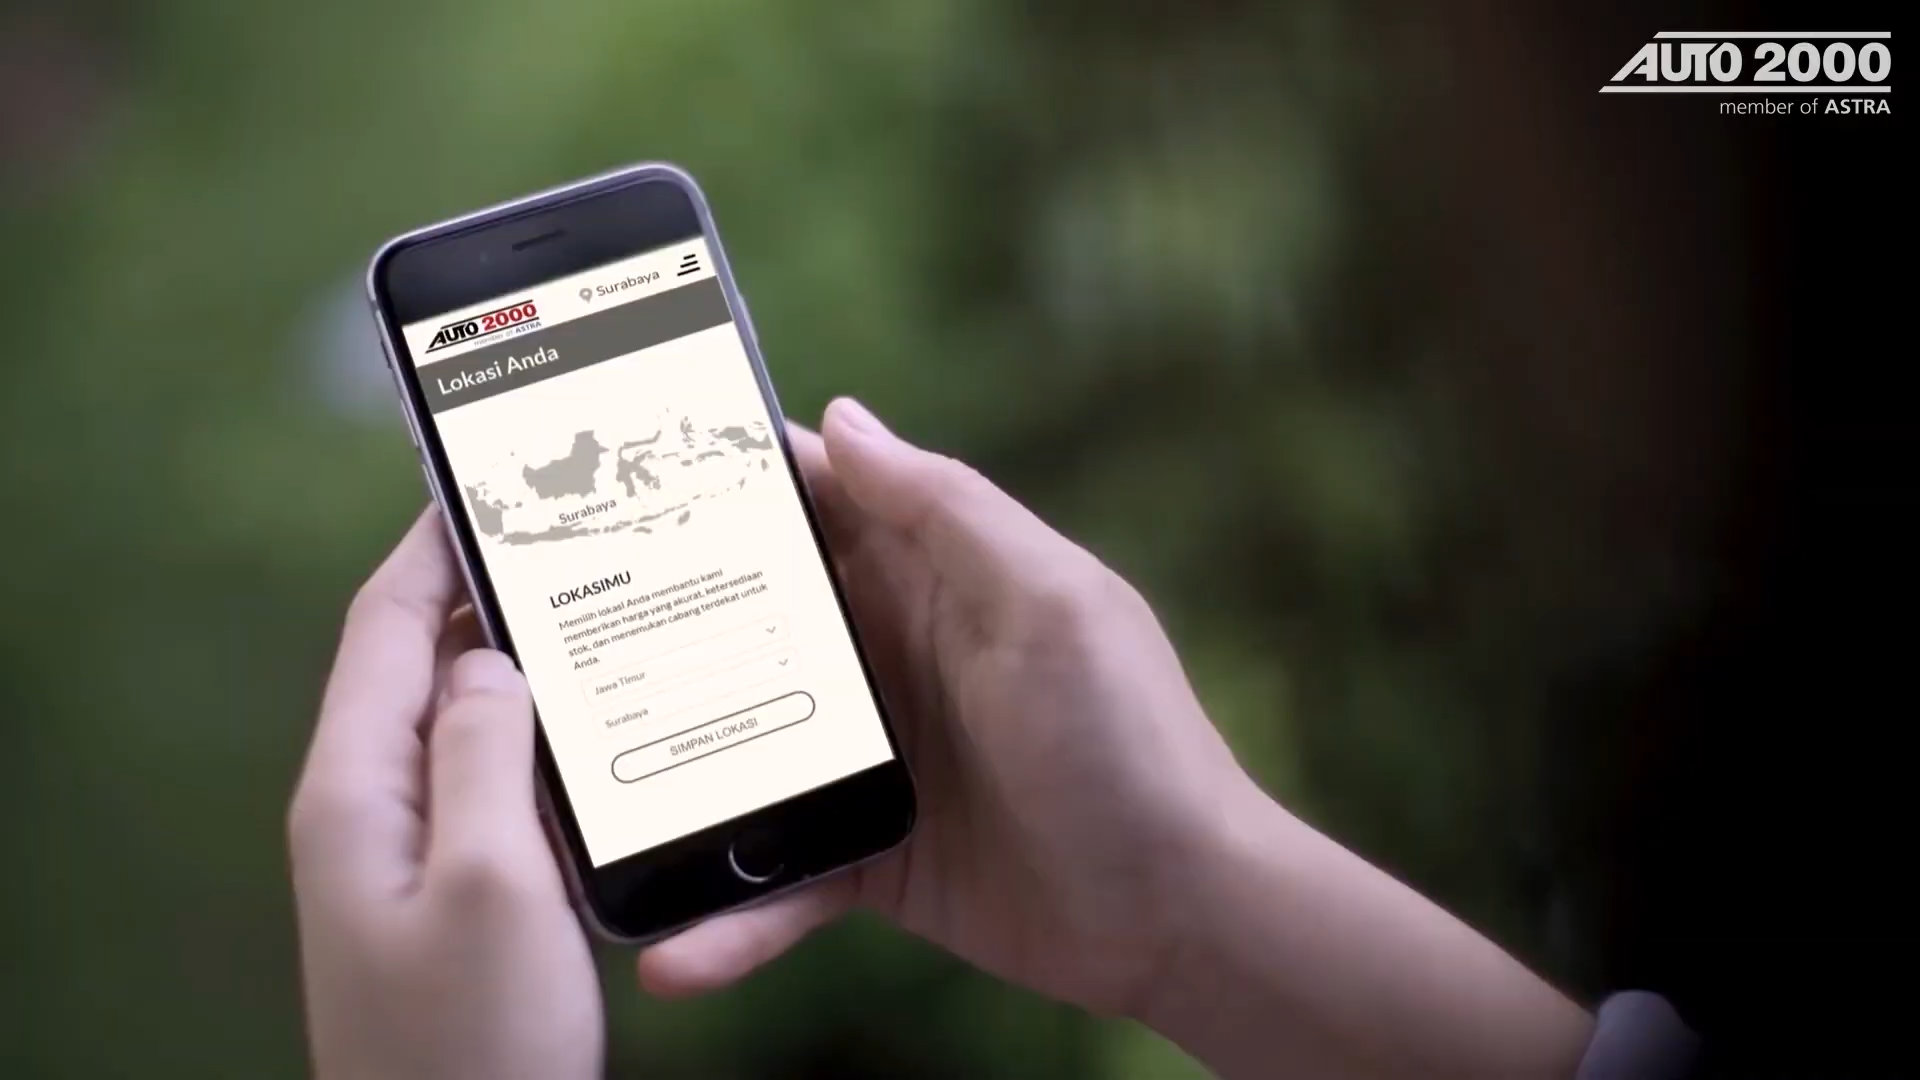 AUTO 2000
member of ASTRA
Surabaya
AUTO 2000
member of ASTRA
Lokasi Anda
Surabaya
LOKASIMU
Memilih lokasi Anda membantu kami
memberikan harga yang akurat, ketersediaan
stok, dan menemukan cabang terdekat untuk
Anda.
Jawa Timur
Surabaya
SIMPAN LOKASI